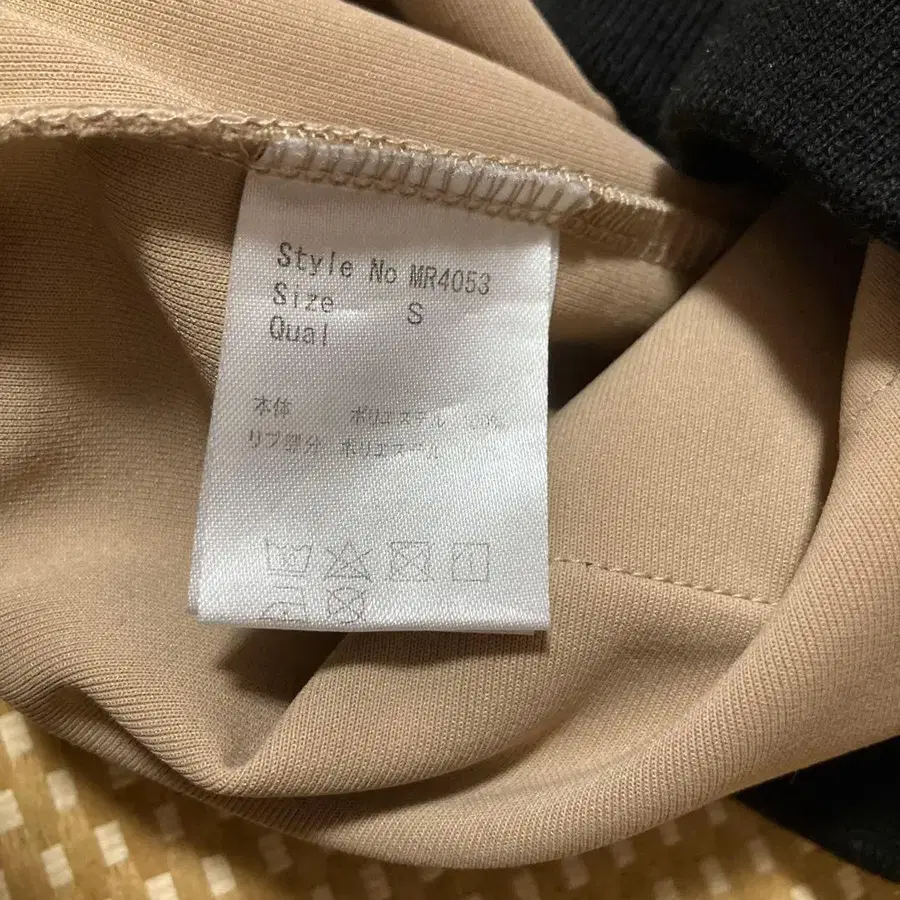 Style No MR4053
Size S
Qual
本体 ポリエステル 100%
リブ部分 ポリエステル